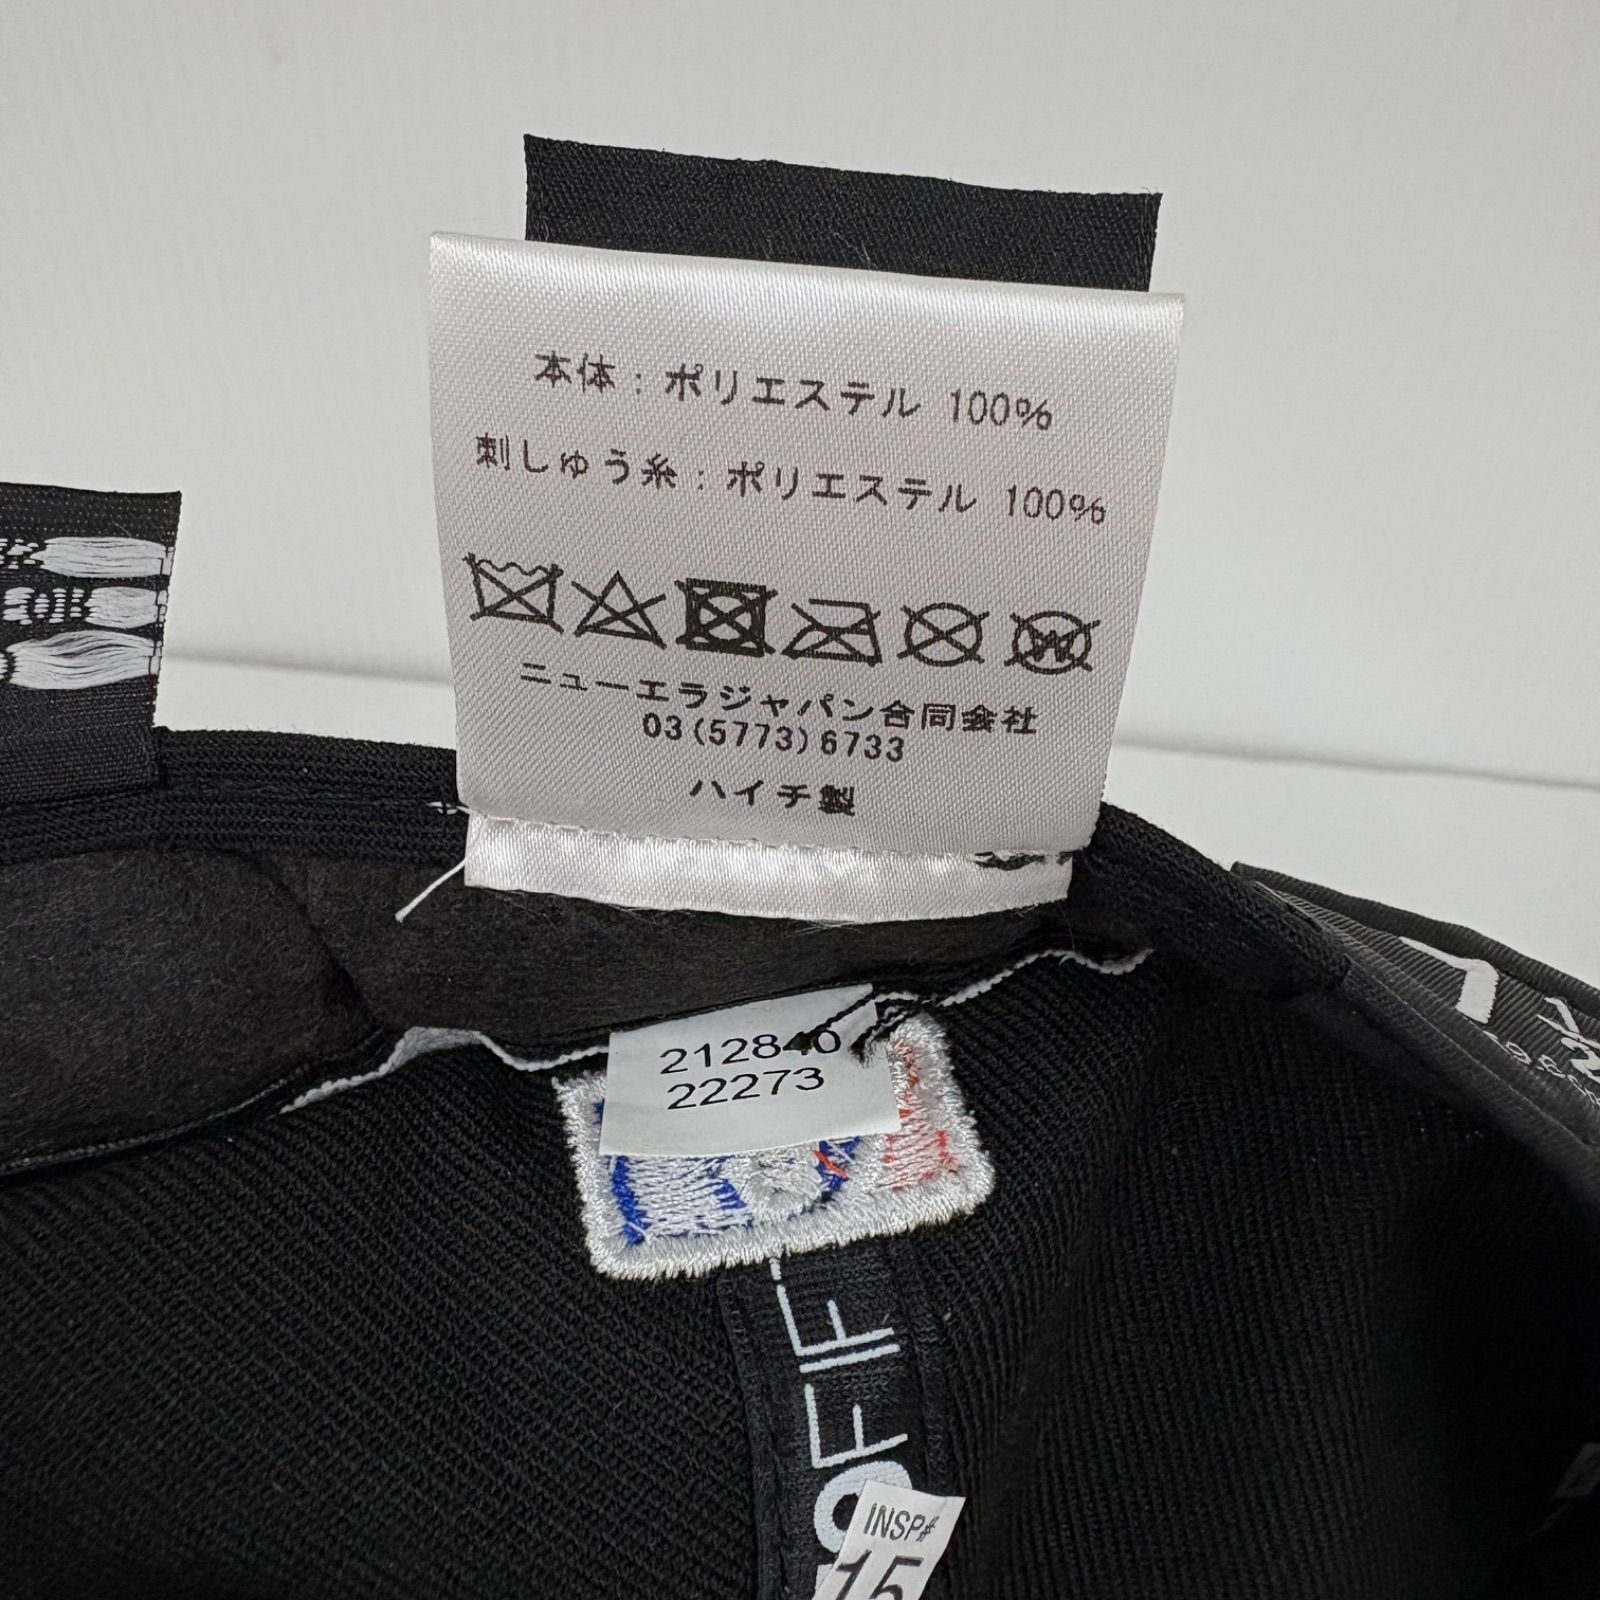 本体：ポリエステル 100%
刺しゅう糸：ポリエステル 100%
W
ニューエラジャパン合同会社
03(5773)6733
ハイチ製
212840
22273
INSP#
15